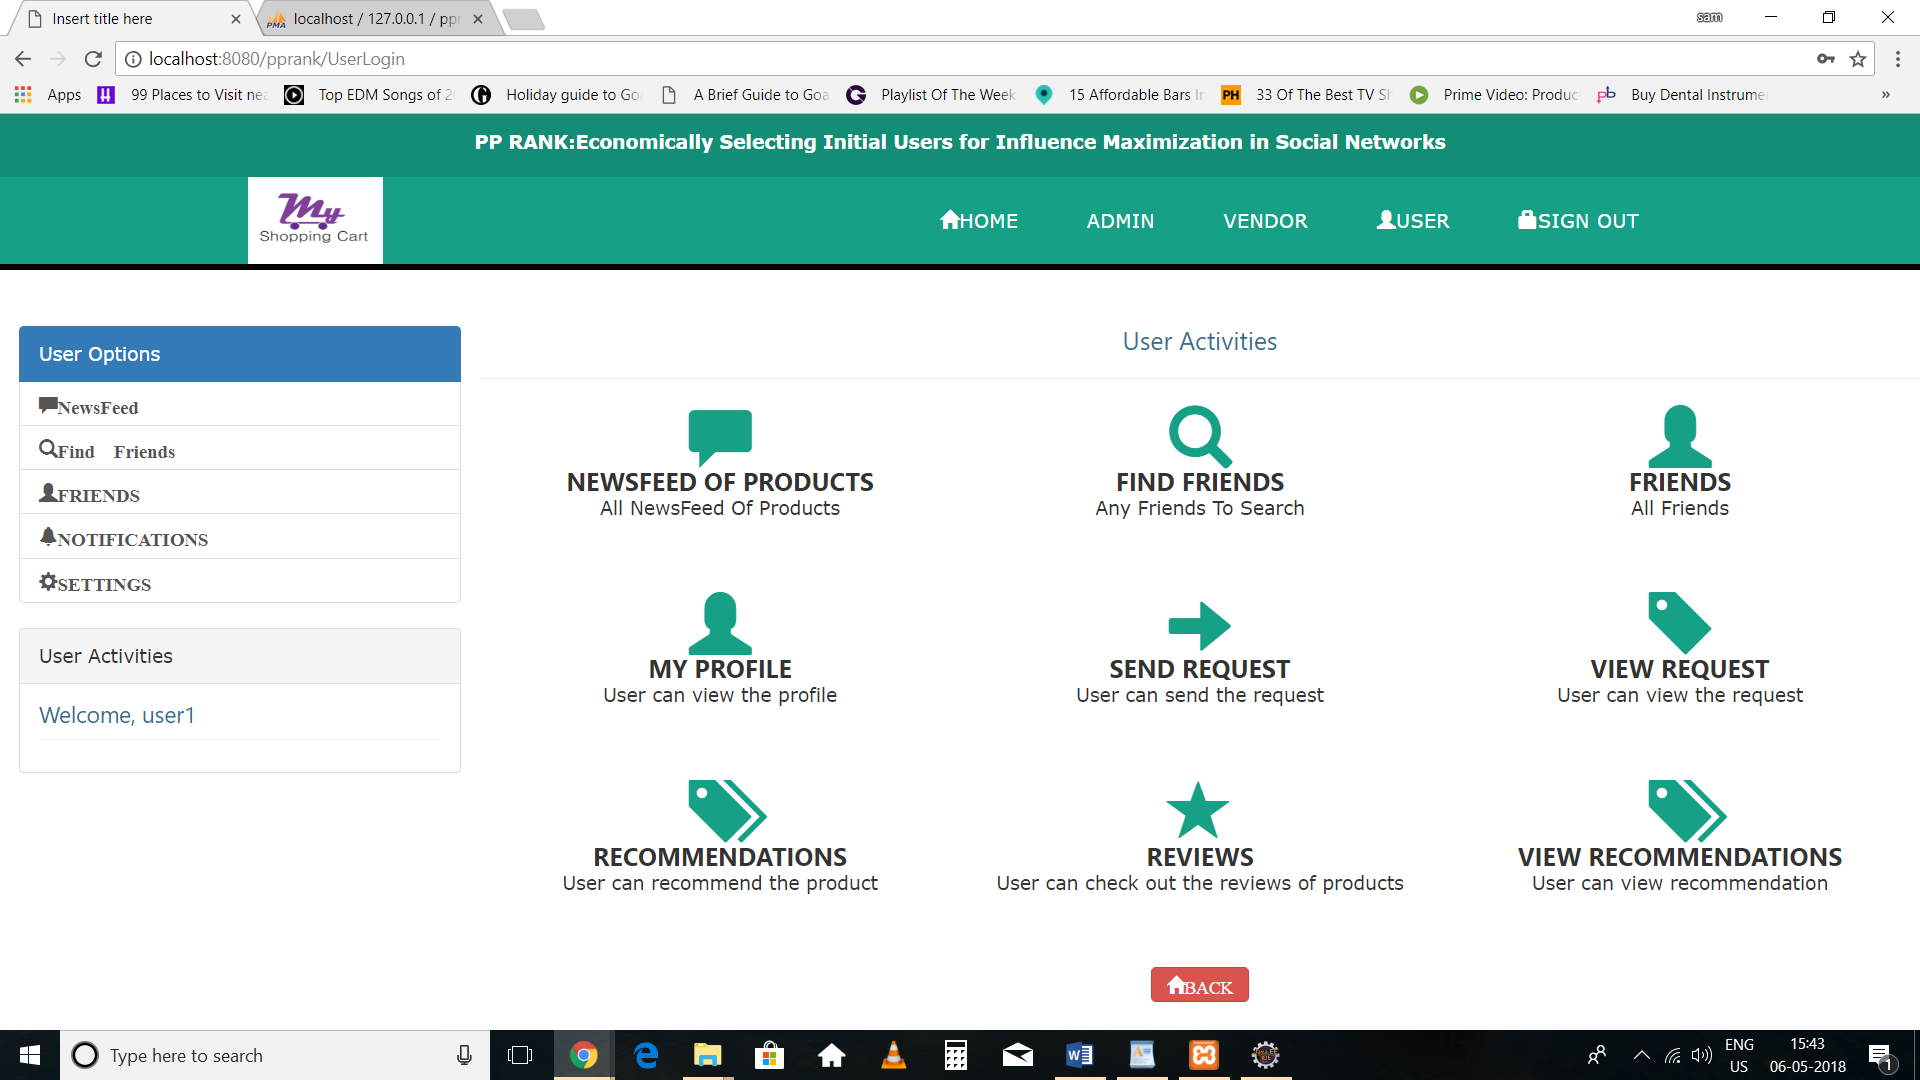 Insert title here
localhost / 127.0.0.1 / ppr
sam
localhost:8080/pprank/UserLogin
Apps
99 Places to Visit nea
Top EDM Songs of 2
Holiday guide to Go
A Brief Guide to Goa
Playlist Of The Week
15 Affordable Bars In
PH
33 Of The Best TV Sh
Prime Video: Produc
Buy Dental Instrume
»
PP RANK:Economically Selecting Initial Users for Influence Maximization in Social Networks
My
Shopping Cart
HOME ADMIN VENDOR USER SIGN OUT
User Options
NewsFeed
Find Friends
FRIENDS
NOTIFICATIONS
SETTINGS
User Activities
Welcome, user1
User Activities
NEWSFEED OF PRODUCTS
All NewsFeed Of Products
FIND FRIENDS
Any Friends To Search
FRIENDS
All Friends
MY PROFILE
User can view the profile
SEND REQUEST
User can send the request
VIEW REQUEST
User can view the request
RECOMMENDATIONS
User can recommend the product
REVIEWS
User can check out the reviews of products
VIEW RECOMMENDATIONS
User can view recommendation
BACK
Type here to search
ENG
US
15:43
06-05-2018
1